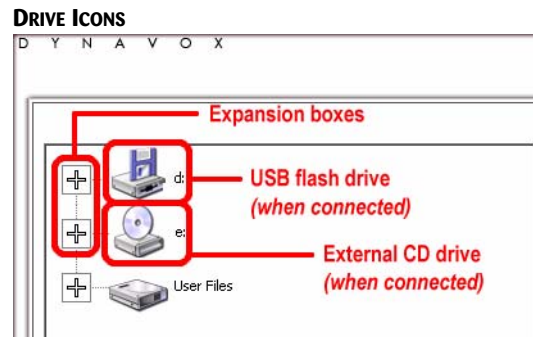 DRIVE ICONS
D Y N A V O X
Expansion boxes
d:
USB flash drive
(when connected)
e:
External CD drive
(when connected)
User Files